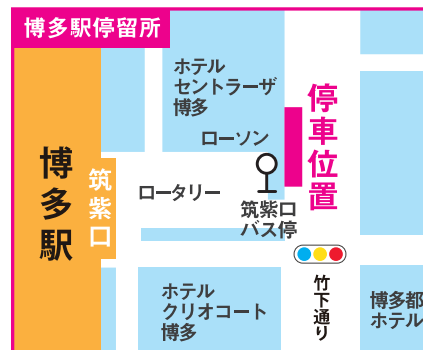 博多駅停留所
ホテル
セントラーザ
博多
ローソン
停車位置
博多駅
筑紫口
ロータリー
筑紫口
バス停
ホテル
クリオコート
博多
竹下通り
博多都
ホテル